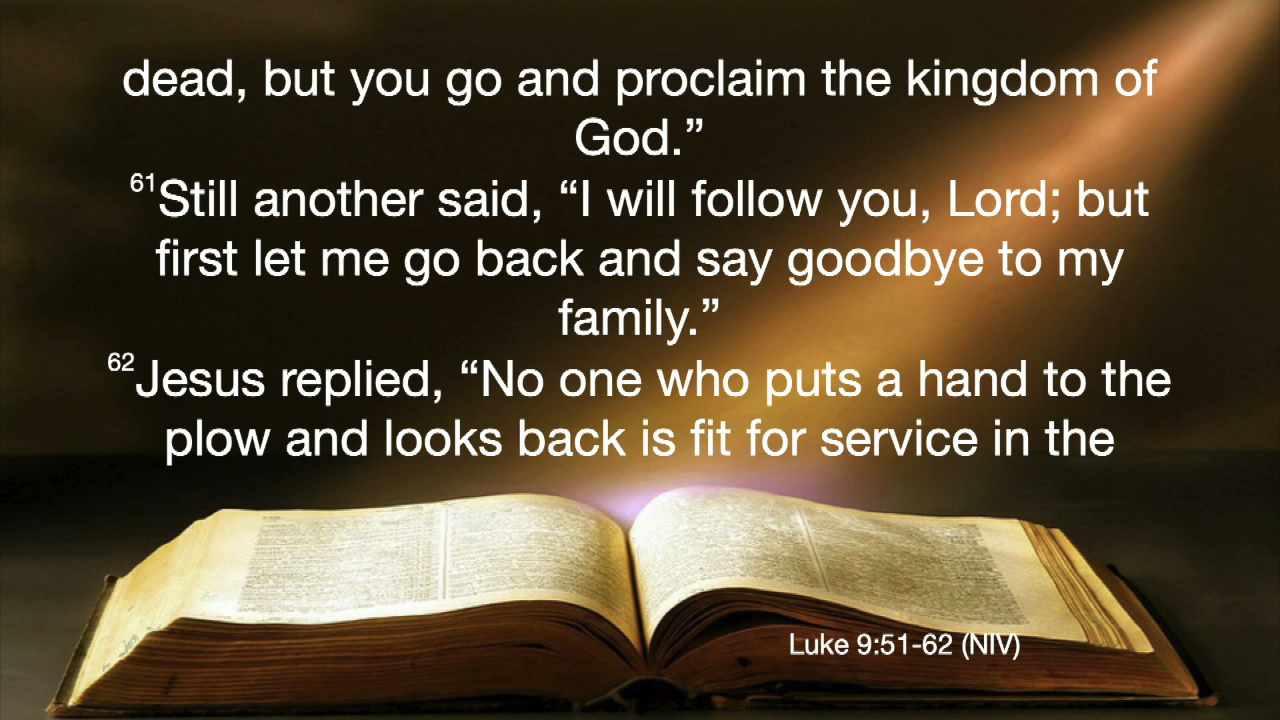 dead, but you go and proclaim the kingdom of
God.”
61Still another said, “I will follow you, Lord; but
first let me go back and say goodbye to my
family.”
62Jesus replied, “No one who puts a hand to the
plow and looks back is fit for service in the
Luke 9:51-62 (NIV)